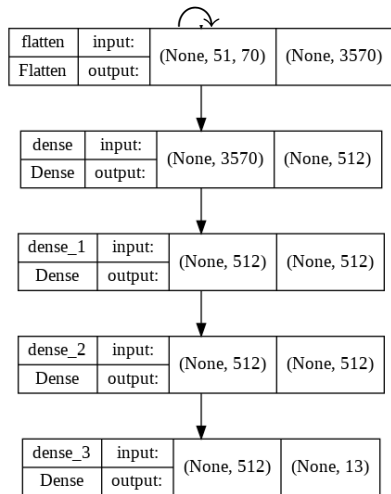 flatten input: (None, 51, 70) (None, 3570)
Flatten output:
dense input: (None, 3570) (None, 512)
Dense output:
dense_1 input: (None, 512) (None, 512)
Dense output:
dense_2 input: (None, 512) (None, 512)
Dense output:
dense_3 input: (None, 512) (None, 13)
Dense output: